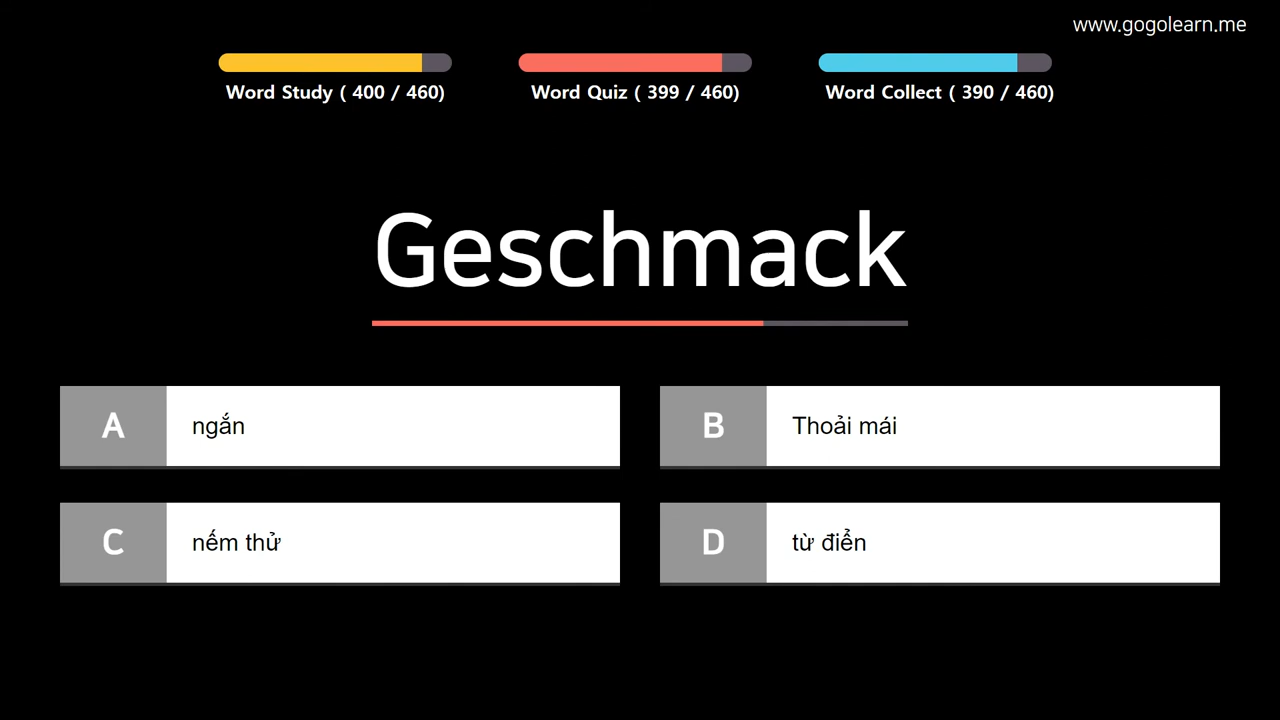 www.gogolearn.me
Word Study ( 400 / 460)
Word Quiz ( 399 / 460)
Word Collect ( 390 / 460)
Geschmack
A
ngắn
B
Thoải mái
C
nếm thử
D
từ điển